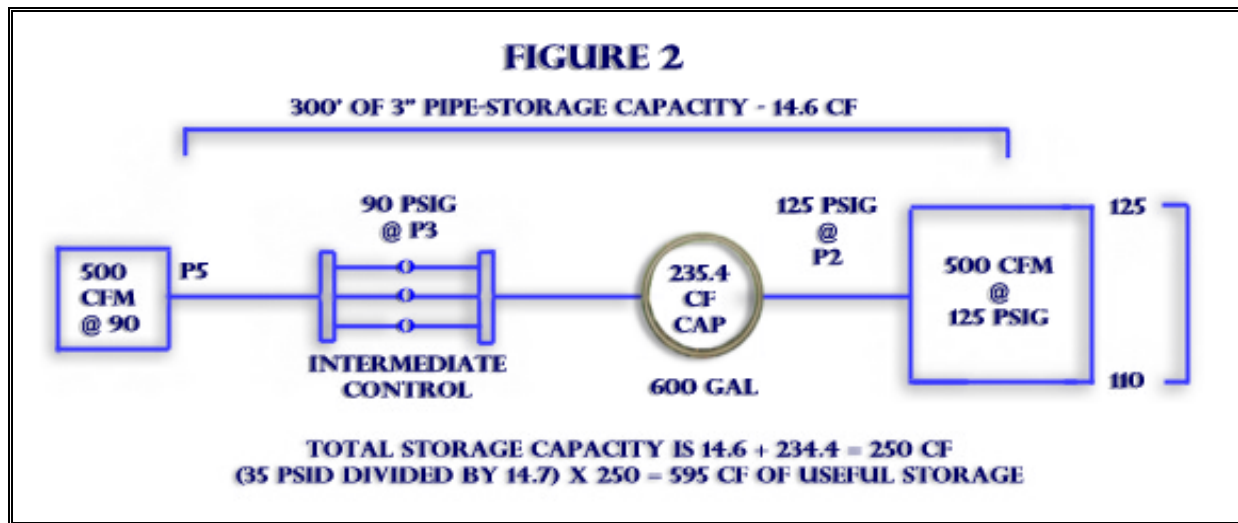 FIGURE 2
300' OF 3" PIPE-STORAGE CAPACITY - 14.6 CF
90 PSIG
@ P3
125 PSIG
@
P2
125
500
CFM
@ 90
P5
235.4
CF
CAP
500 CFM
@
125 PSIG
INTERMEDIATE
CONTROL
600 GAL
110
TOTAL STORAGE CAPACITY IS 14.6 + 234.4 = 250 CF
(35 PSID DIVIDED BY 14.7) X 250 = 595 CF OF USEFUL STORAGE